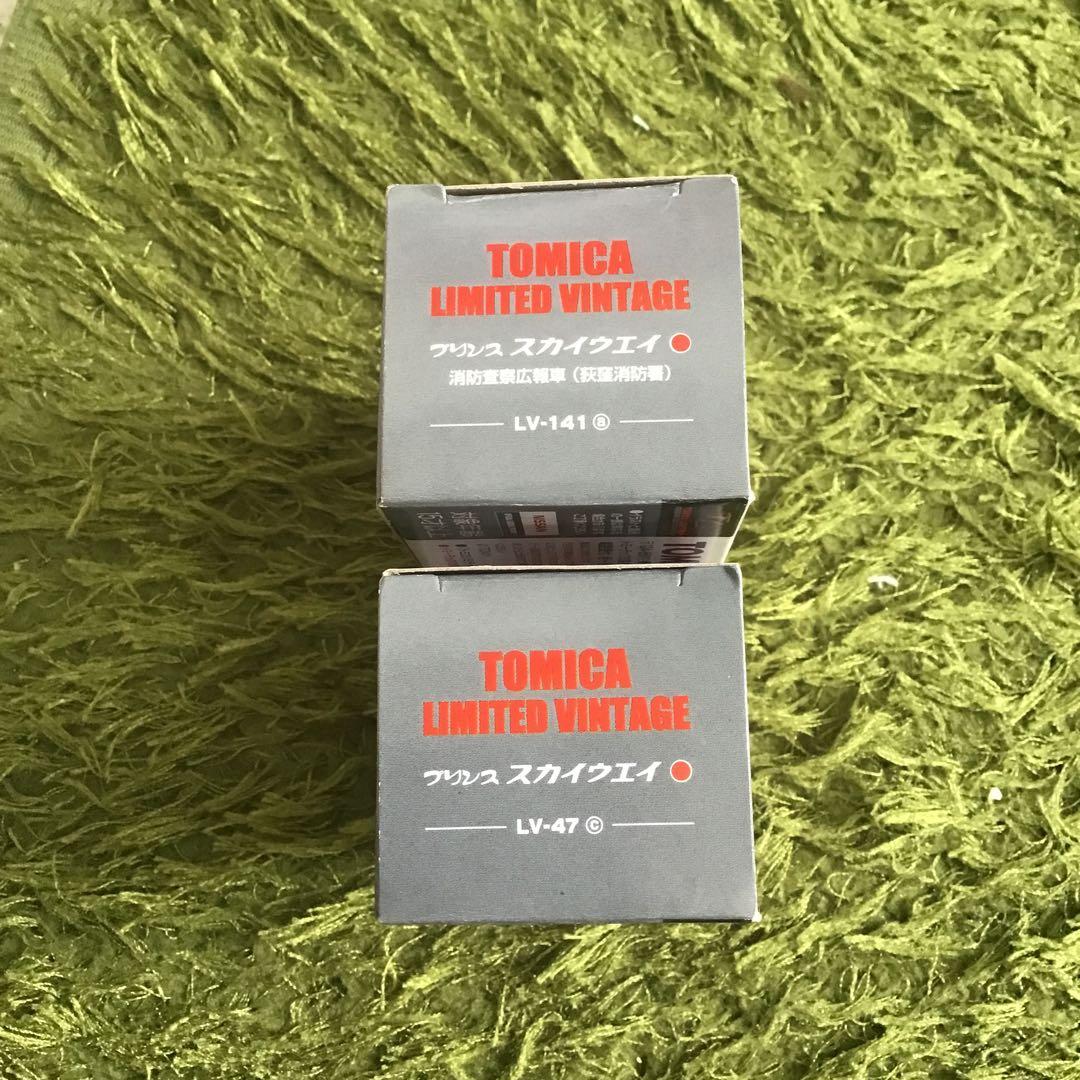 TOMICA
LIMITED VINTAGE
プリンス スカイウエイ
消防査察広報車 (荻窪消防署)
LV-141 ⓐ
NISSAN
TOMICA
LIMITED VINTAGE
プリンス スカイウエイ
LV-47 ⓒ